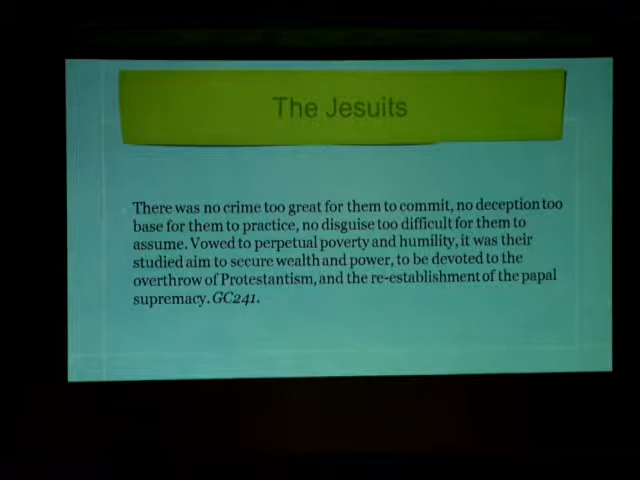 The Jesuits
There was no crime too great for them to commit, no deception too
base for them to practice, no disguise too difficult for them to
assume. Vowed to perpetual poverty and humility, it was their
studied aim to secure wealth and power, to be devoted to the
overthrow of Protestantism, and the re-establishment of the papal
supremacy. GC241.